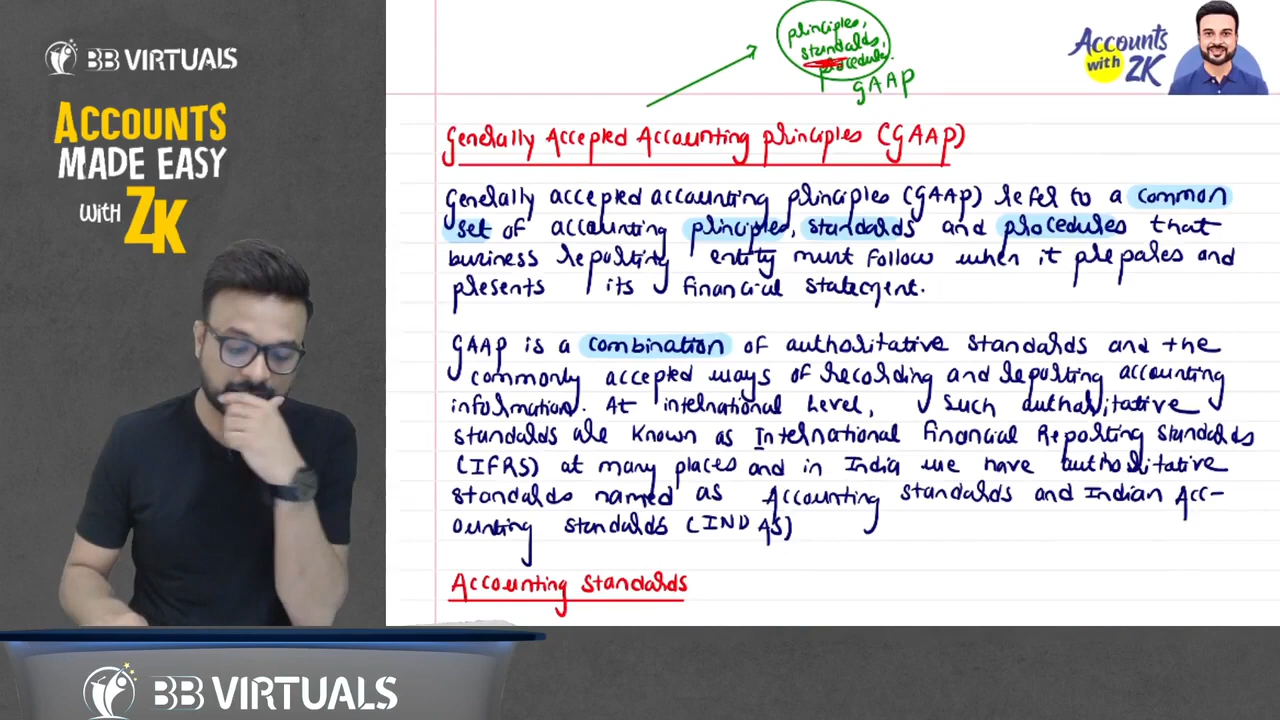 BB VIRTUALS
ACCOUNTS
MADE EASY
WITH ZK
principles,
standards,
procedure.
GAAP
Accounts
with ZK
Generally Accepted Accounting principles (GAAP)
Generally accepted accounting principles (GAAP) refer to a common
set of accounting principles, standards and procedures that
business reporting entity must follow when it prepares and
presents its financial statement.
GAAP is a combination of authoritative standards and the
commonly accepted ways of recording and reporting accounting
information. At international level, such authoritative
standards are known as International Financial Reporting Standards
(IFRS) at many places and in India we have authoritative
standards named as Accounting standards and Indian Acc-
ounting standards (IND AS)
Accounting Standards
BB VIRTUALS